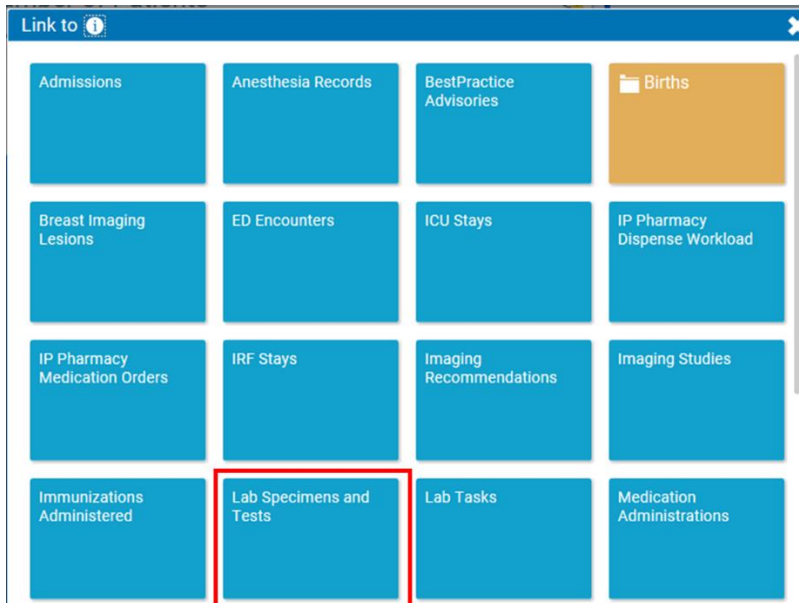 Link to
Admissions
Anesthesia Records
BestPractice
Advisories
Births
Breast Imaging
Lesions
ED Encounters
ICU Stays
IP Pharmacy
Dispense Workload
IP Pharmacy
Medication Orders
IRF Stays
Imaging
Recommendations
Imaging Studies
Immunizations
Administered
Lab Specimens and
Tests
Lab Tasks
Medication
Administrations